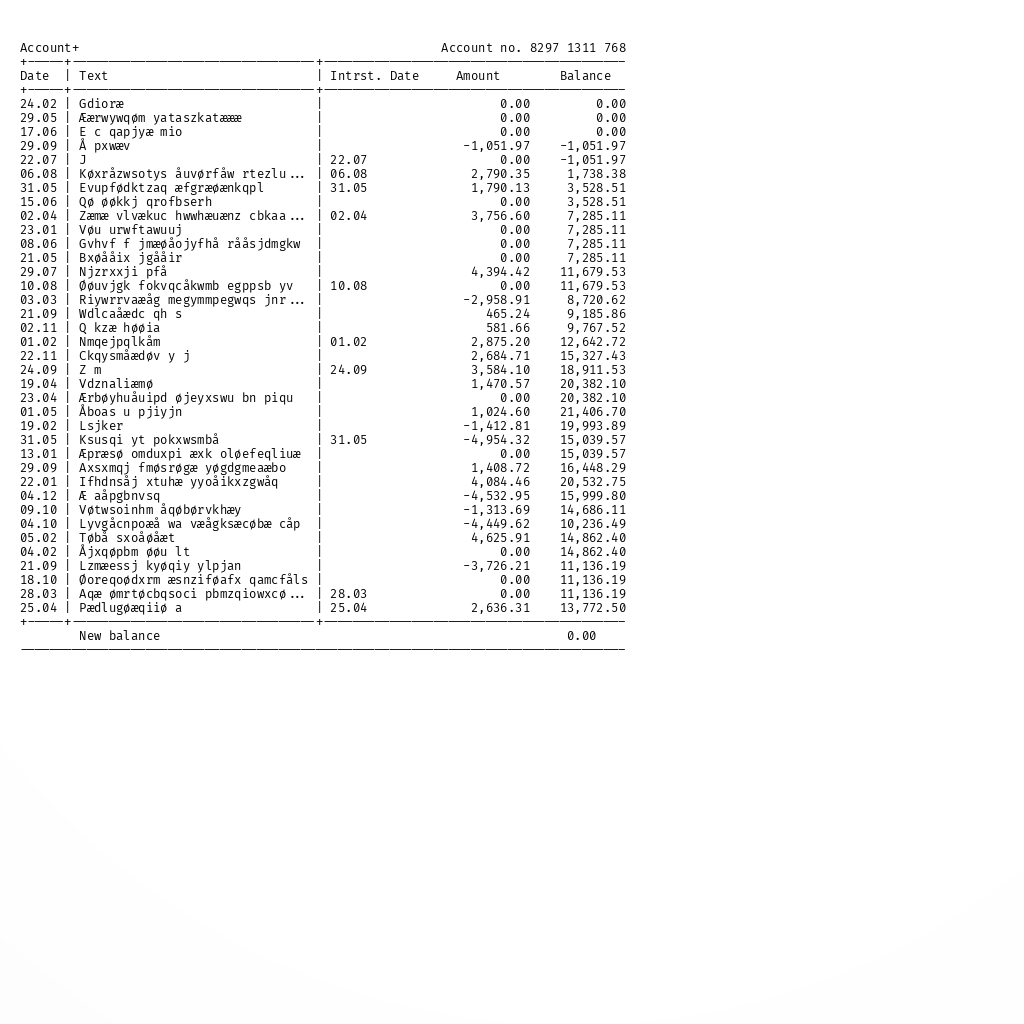 Account+ Account no. 8297 1311 768
Date | Text | Intrst. Date Amount Balance
24.02 | Gdioræ | 0.00 0.00
29.05 | Æærwywqøm yataszkatæææ | 0.00 0.00
17.06 | E c qapjyæ mio | 0.00 0.00
29.09 | Å pxwæv | -1,051.97 -1,051.97
22.07 | J | 22.07 0.00 -1,051.97
06.08 | Køxråzwsotys åuvørfåw rtezlu... | 06.08 2,790.35 1,738.38
31.05 | Evupfødktzaq æfgræøænkqpl | 31.05 1,790.13 3,528.51
15.06 | Qø øøkkj qrofbserh | 0.00 3,528.51
02.04 | Zæmæ vlvækuc hwwhæuænz cbkaa... | 02.04 3,756.60 7,285.11
23.01 | Vøu urwftawuuj | 0.00 7,285.11
08.06 | Gvhvf f jmæøåojyfhå rååsjdmgkw | 0.00 7,285.11
21.05 | Bxøååix jgååir | 0.00 7,285.11
29.07 | Njzrxxji pfå | 4,394.42 11,679.53
10.08 | Øøuvjgk fokvqcåkwmb egppsb yv | 10.08 0.00 11,679.53
03.03 | Riywrrvaæåg megymmpegwqs jnr... | -2,958.91 8,720.62
21.09 | Wdlcaåædc qh s | 465.24 9,185.86
02.11 | Q kzæ høøia | 581.66 9,767.52
01.02 | Nmqejpqlkåm | 01.02 2,875.20 12,642.72
22.11 | Ckqysmåædøv y j | 2,684.71 15,327.43
24.09 | Z m | 24.09 3,584.10 18,911.53
19.04 | Vdznaliæmø | 1,470.57 20,382.10
23.04 | Ærbøyhuåuipd øjeyxswu bn piqu | 0.00 20,382.10
01.05 | Åboas u pjiyjn | 1,024.60 21,406.70
19.02 | Lsjker | -1,412.81 19,993.89
31.05 | Ksusqi yt pokxwsmbå | 31.05 -4,954.32 15,039.57
13.01 | Æpræsø omduxpi æxk oløefeqliuæ | 0.00 15,039.57
29.09 | Axsxmqj fmøsrøgæ yøgdgmeaæbo | 1,408.72 16,448.29
22.01 | Ifhdnsåj xtuhæ yyoåikxzgwåq | 4,084.46 20,532.75
04.12 | Æ aåpgbnvsq | -4,532.95 15,999.80
09.10 | Vøtwsoinhm åqøbørvkhæy | -1,313.69 14,686.11
04.10 | Lyvgåcnpoæå wa væågksæcøbæ cåp | -4,449.62 10,236.49
05.02 | Tøbå sxoåøåæt | 4,625.91 14,862.40
04.02 | Åjxqøpbm øøu lt | 0.00 14,862.40
21.09 | Lzmæessj kyøqiy ylpjan | -3,726.21 11,136.19
18.10 | Øoreqoødxrm æsnziføafx qamcfåls | 0.00 11,136.19
28.03 | Aqæ ømrtøcbqsoci pbmzqiowxcø... | 28.03 0.00 11,136.19
25.04 | Pædlugøæqiiø a | 25.04 2,636.31 13,772.50
New balance 0.00